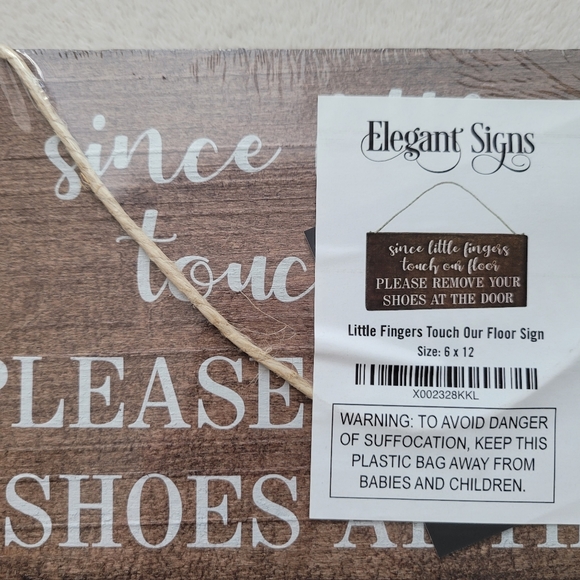 since
touc
PLEASE
SHOES AT TH
Elegant Signs
since little fingers
touch our floor
PLEASE REMOVE YOUR
SHOES AT THE DOOR
Little Fingers Touch Our Floor Sign
Size: 6 x 12
X002328KKL
WARNING: TO AVOID DANGER
OF SUFFOCATION, KEEP THIS
PLASTIC BAG AWAY FROM
BABIES AND CHILDREN.